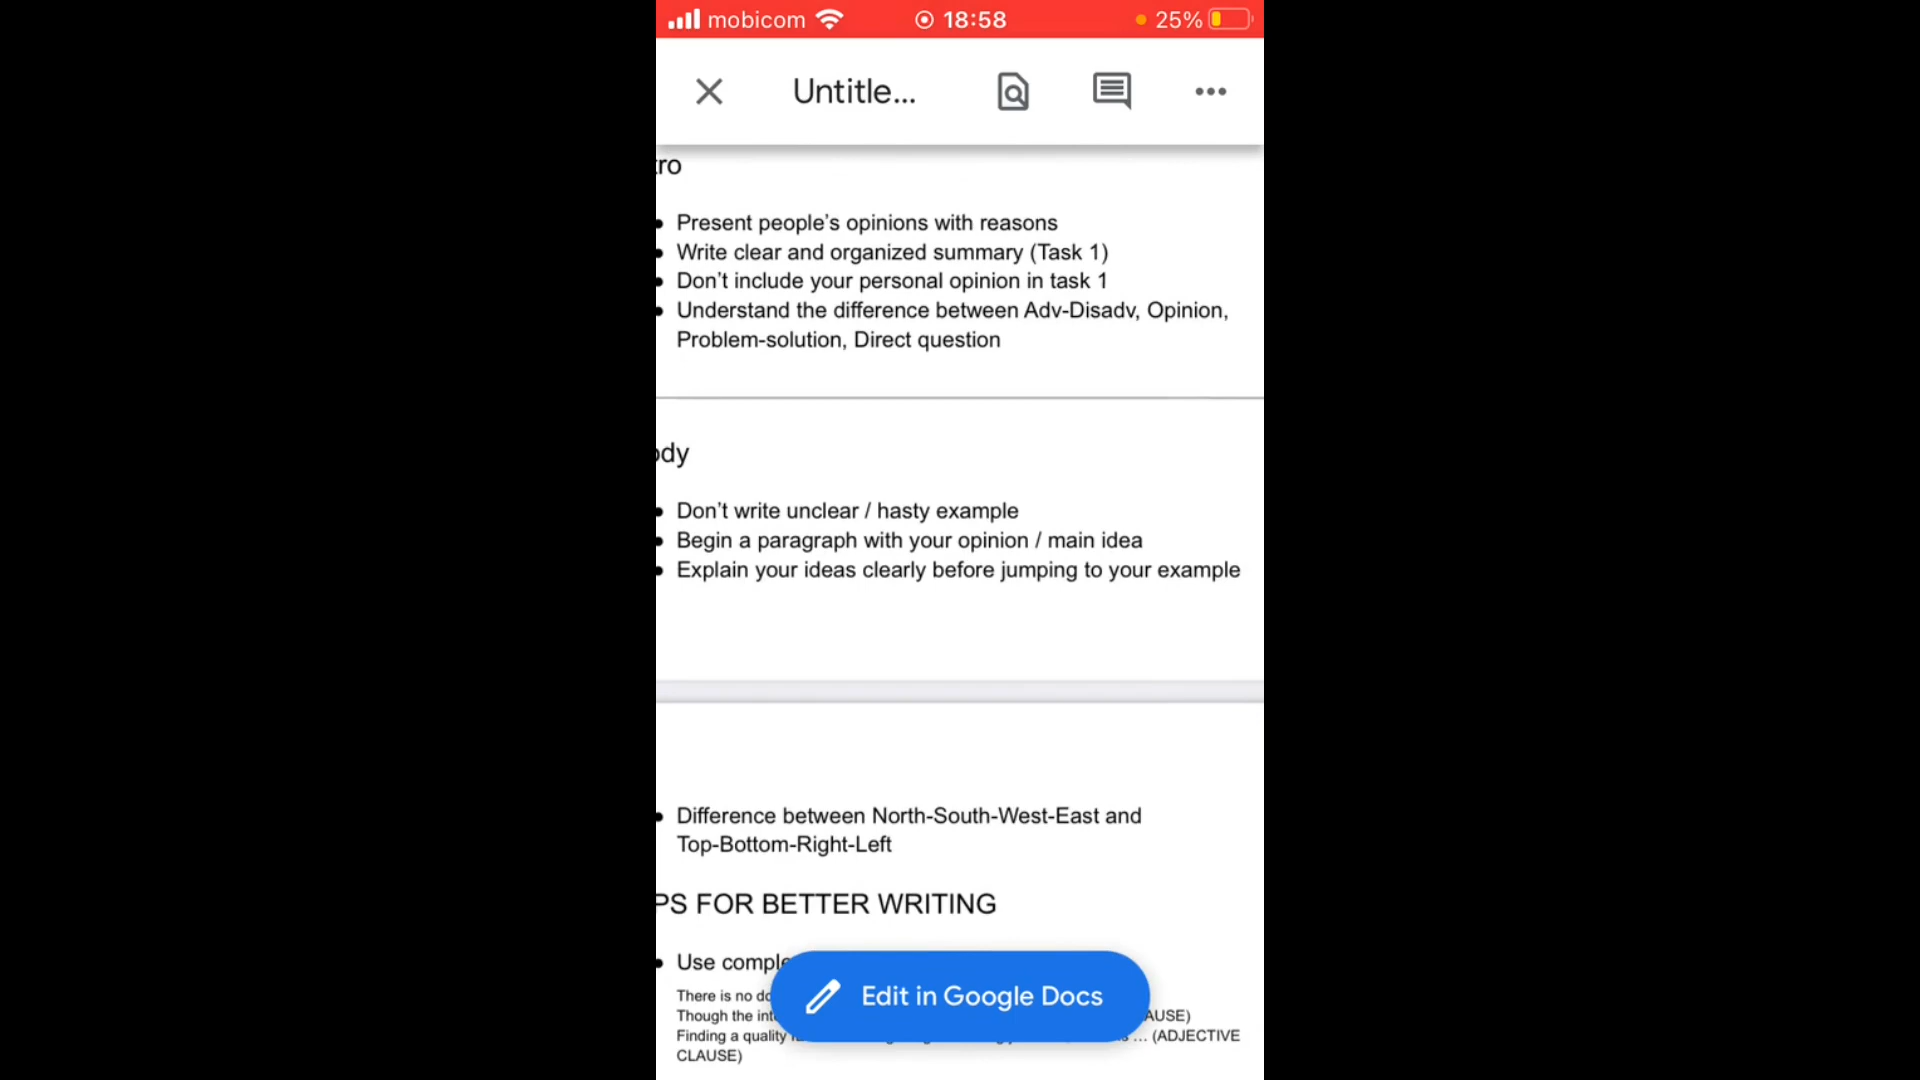 mobicom 18:58 25%
Untitle...
tro
Present people’s opinions with reasons
Write clear and organized summary (Task 1)
Don’t include your personal opinion in task 1
Understand the difference between Adv-Disadv, Opinion,
Problem-solution, Direct question
ody
Don’t write unclear / hasty example
Begin a paragraph with your opinion / main idea
Explain your ideas clearly before jumping to your example
Difference between North-South-West-East and
Top-Bottom-Right-Left
PS FOR BETTER WRITING
Use comple
There is no do
Though the int AUSE)
Finding a quality ... (ADJECTIVE
CLAUSE)
Edit in Google Docs